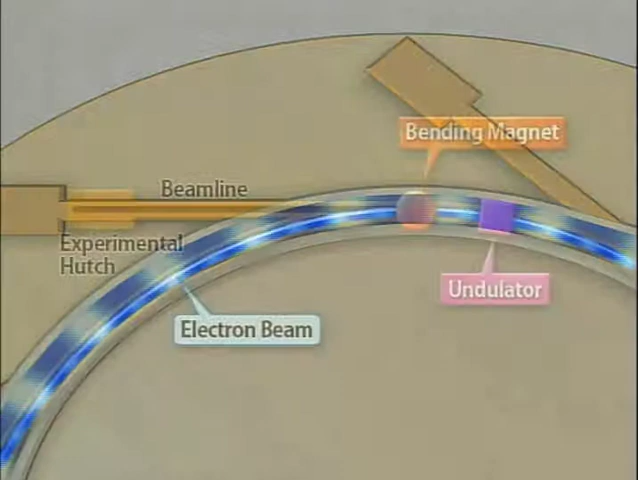 Bending Magnet
Beamline
Experimental
Hutch
Undulator
Electron Beam